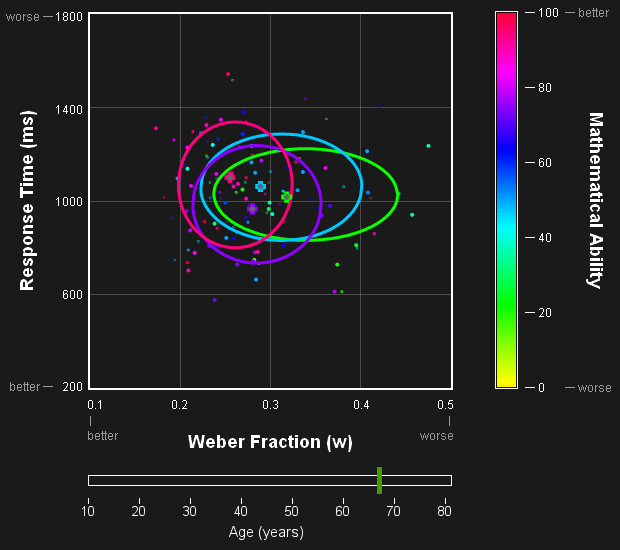 worse
1800
1400
1000
600
200
better
Response Time (ms)
0.1 0.2 0.3 0.4 0.5
better worse
Weber Fraction (w)
10 20 30 40 50 60 70 80
Age (years)
100 better
80
60
40
20
0 worse
Mathematical Ability